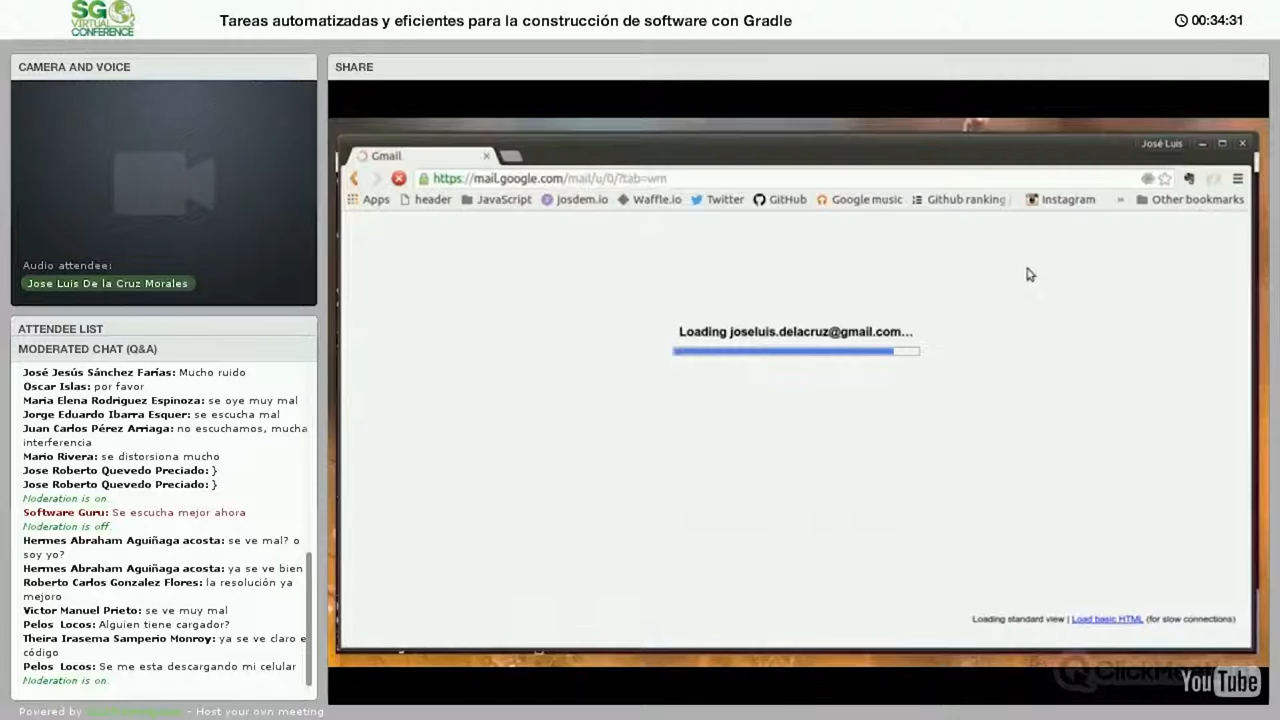 SG
VIRTUAL
CONFERENCE
Tareas automatizadas y eficientes para la construcción de software con Gradle
00:34:31
CAMERA AND VOICE
Audio attendee:
Jose Luis De la Cruz Morales
ATTENDEE LIST
MODERATED CHAT (Q&A)
José Jesús Sánchez Farías: Mucho ruido
Oscar Islas: por favor
Maria Elena Rodriguez Espinoza: se oye muy mal
Jorge Eduardo Ibarra Esquer: se escucha mal
Juan Carlos Pérez Arriaga: no escuchamos, mucha
interferencia
Mario Rivera: se distorsiona mucho
Jose Roberto Quevedo Preciado: }
Jose Roberto Quevedo Preciado: }
Moderation is on.
Software Guru: Se escucha mejor ahora
Moderation is off.
Hermes Abraham Aguiñaga acosta: se ve mal? o
soy yo?
Hermes Abraham Aguiñaga acosta: ya se ve bien
Roberto Carlos Gonzalez Flores: la resolución ya
mejoro
Victor Manuel Prieto: se ve muy mal
Pelos Locos: Alguien tiene cargador?
Theira Irasema Samperio Monroy: ya se ve claro e
código
Pelos Locos: Se me esta descargando mi celular
Moderation is on.
Powered by - Host your own meeting
SHARE
José Luis
Gmail
https://mail.google.com/mail/u/0/?tab=wm
Apps header JavaScript josdem.io Waffle.io Twitter GitHub Google music Github ranking Instagram » Other bookmarks
Loading joseluis.delacruz@gmail.com...
Loading standard view | Load basic HTML (for slow connections)
ClickMeet
YouTube